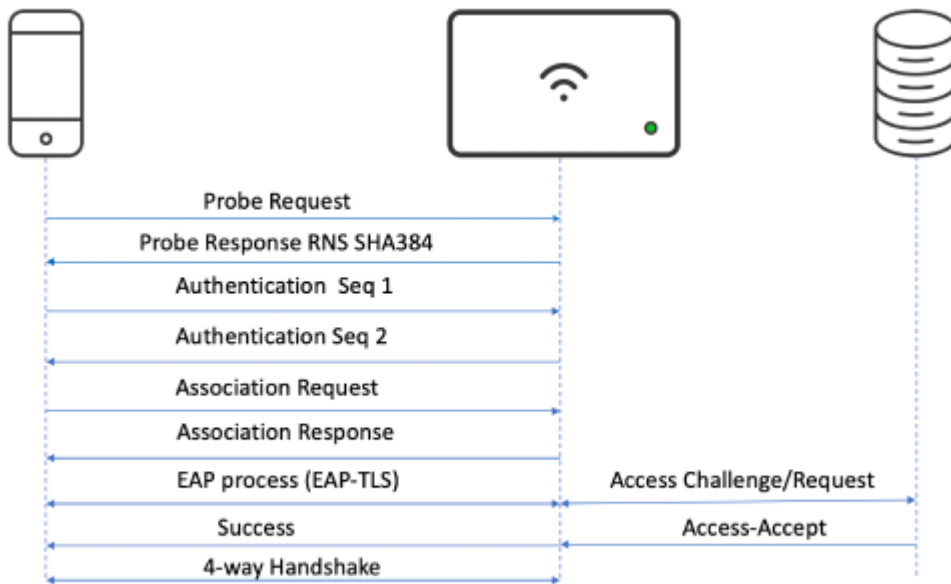 Probe Request
Probe Response RNS SHA384
Authentication Seq 1
Authentication Seq 2
Association Request
Association Response
EAP process (EAP-TLS)
Access Challenge/Request
Success
Access-Accept
4-way Handshake